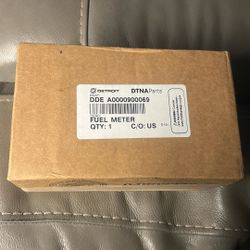 DETROIT DTNAParts
DDE A0000900069
FUEL METER
QTY: 1 C/O: US